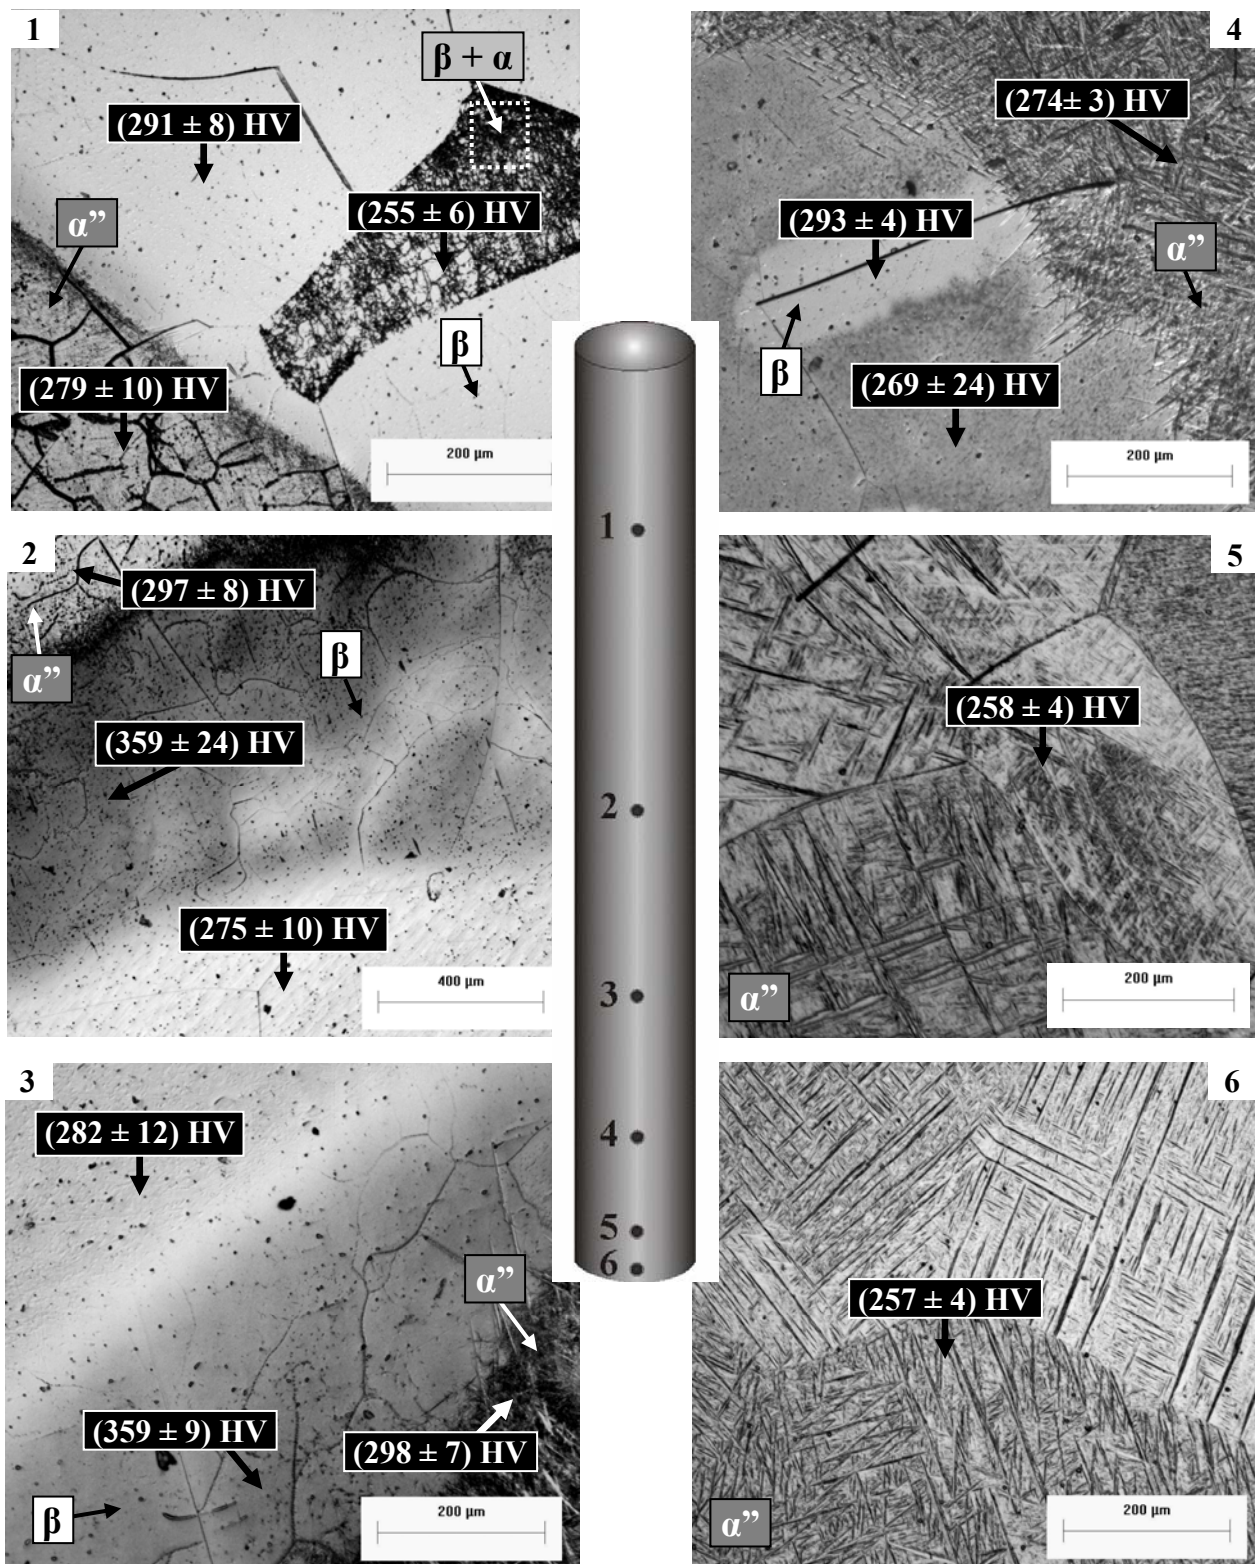 1
β + α
(291 ± 8) HV
(255 ± 6) HV
α”
β
(279 ± 10) HV
200 µm
4
(274± 3) HV
(293 ± 4) HV
α”
β
(269 ± 24) HV
200 µm
2
(297 ± 8) HV
β
α”
(359 ± 24) HV
(275 ± 10) HV
400 µm
1
2
3
4
5
6
5
(258 ± 4) HV
α”
200 µm
3
(282 ± 12) HV
α”
(359 ± 9) HV
(298 ± 7) HV
β
200 µm
6
(257 ± 4) HV
α”
200 µm